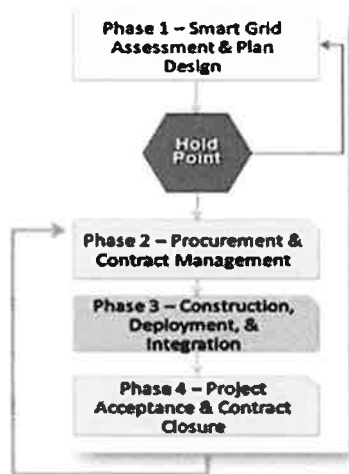 Phase 1 – Smart Grid
Assessment & Plan
Design
Hold
Point
Phase 2 – Procurement &
Contract Management
Phase 3 – Construction,
Deployment, &
Integration
Phase 4 – Project
Acceptance & Contract
Closure